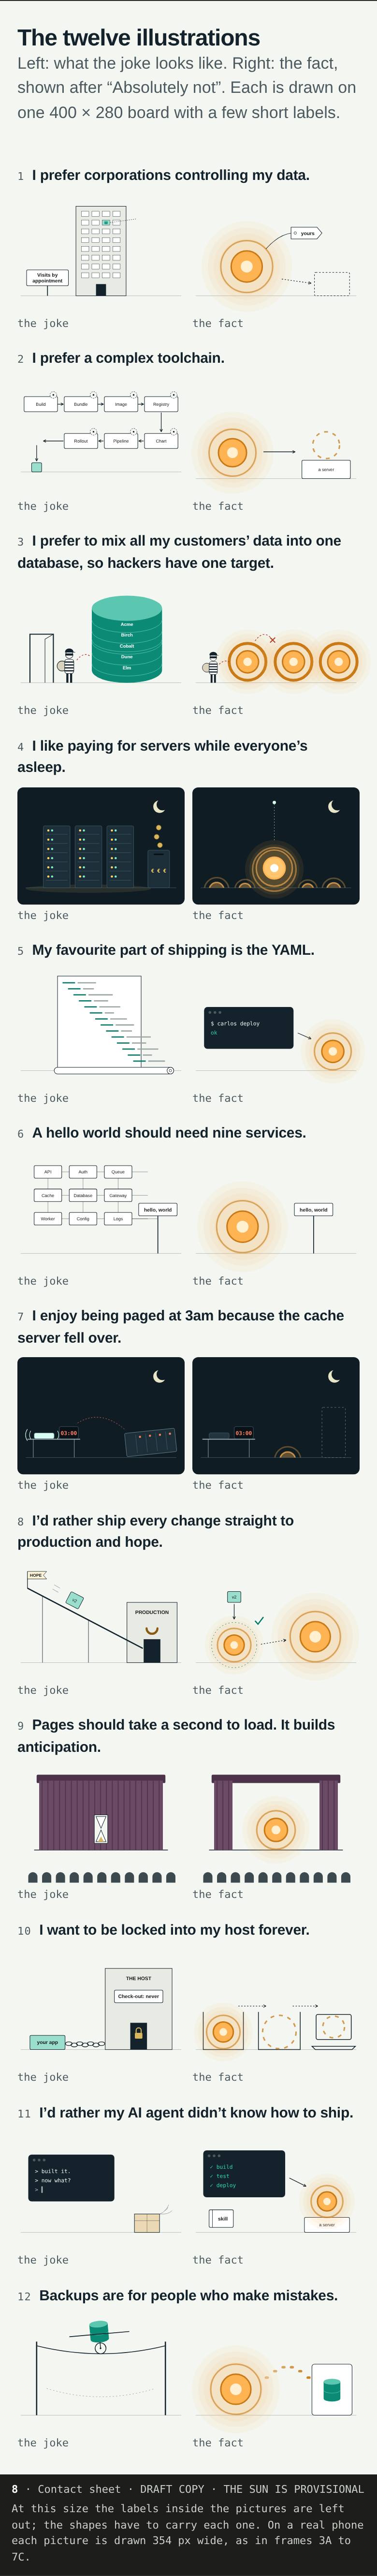 The twelve illustrations
Left: what the joke looks like. Right: the fact,
shown after “Absolutely not”. Each is drawn on
one 400 × 280 board with a few short labels.
1 I prefer corporations controlling my data.
Visits by
appointment
yours
the joke
the fact
2 I prefer a complex toolchain.
Build
Bundle
Image
Registry
Rollout
Pipeline
Chart
a server
the joke
the fact
3 I prefer to mix all my customers’ data into one
database, so hackers have one target.
Acme
Birch
Cobalt
Dune
Elm
the joke
the fact
4 I like paying for servers while everyone’s
asleep.
€ € €
the joke
the fact
5 My favourite part of shipping is the YAML.
$ carlos deploy
ok
the joke
the fact
6 A hello world should need nine services.
API
Auth
Queue
Cache
Database
Gateway
Worker
Config
Logs
hello, world
hello, world
the joke
the fact
7 I enjoy being paged at 3am because the cache
server fell over.
03:00
03:00
the joke
the fact
8 I’d rather ship every change straight to
production and hope.
HOPE
v2
PRODUCTION
v2
the joke
the fact
9 Pages should take a second to load. It builds
anticipation.
the joke
the fact
10 I want to be locked into my host forever.
THE HOST
Check-out: never
your app
the joke
the fact
11 I’d rather my AI agent didn’t know how to ship.
> built it.
> now what?
>
✓ build
✓ test
✓ deploy
skill
a server
the joke
the fact
12 Backups are for people who make mistakes.
the joke
the fact
8 · Contact sheet · DRAFT COPY · THE SUN IS PROVISIONAL
At this size the labels inside the pictures are left
out; the shapes have to carry each one. On a real phone
each picture is drawn 354 px wide, as in frames 3A to
7C.